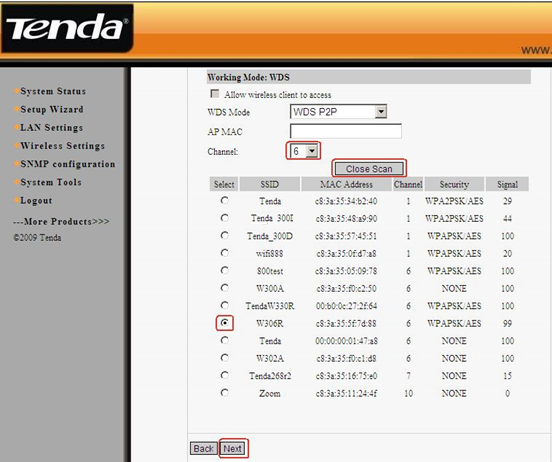 Tenda®
www.
System Status
Setup Wizard
LAN Settings
Wireless Settings
SNMP configuration
System Tools
Logout
---More Products>>>
©2009 Tenda
Working Mode: WDS
Allow wireless client to access
WDS Mode WDS P2P
AP MAC
Channel: 6
Close Scan
Select SSID MAC Address Channel Security Signal
Tenda c8:3a:35:34:b2:40 1 WPA2PSK/AES 29
Tenda_300I c8:3a:35:48:a9:90 1 WPA2PSK/AES 44
Tenda_300D c8:3a:35:57:45:51 1 WPAPSK/AES 100
wifi888 c8:3a:35:0f:d7:a8 1 WPAPSK/AES 20
800test c8:3a:35:05:09:78 6 WPAPSK/AES 100
W300A c8:3a:35:f0:c2:50 6 NONE 100
TendaW330R 00:b0:0c:27:2f:64 6 WPAPSK/AES 100
W306R c8:3a:35:5f:7d:88 6 WPAPSK/AES 99
Tenda 00:00:00:01:47:a8 6 NONE 100
W302A c8:3a:35:f0:c1:d8 6 NONE 100
Tenda268r2 c8:3a:35:16:75:e0 7 NONE 15
Zoom c8:3a:35:11:24:4f 10 NONE 0
Back Next